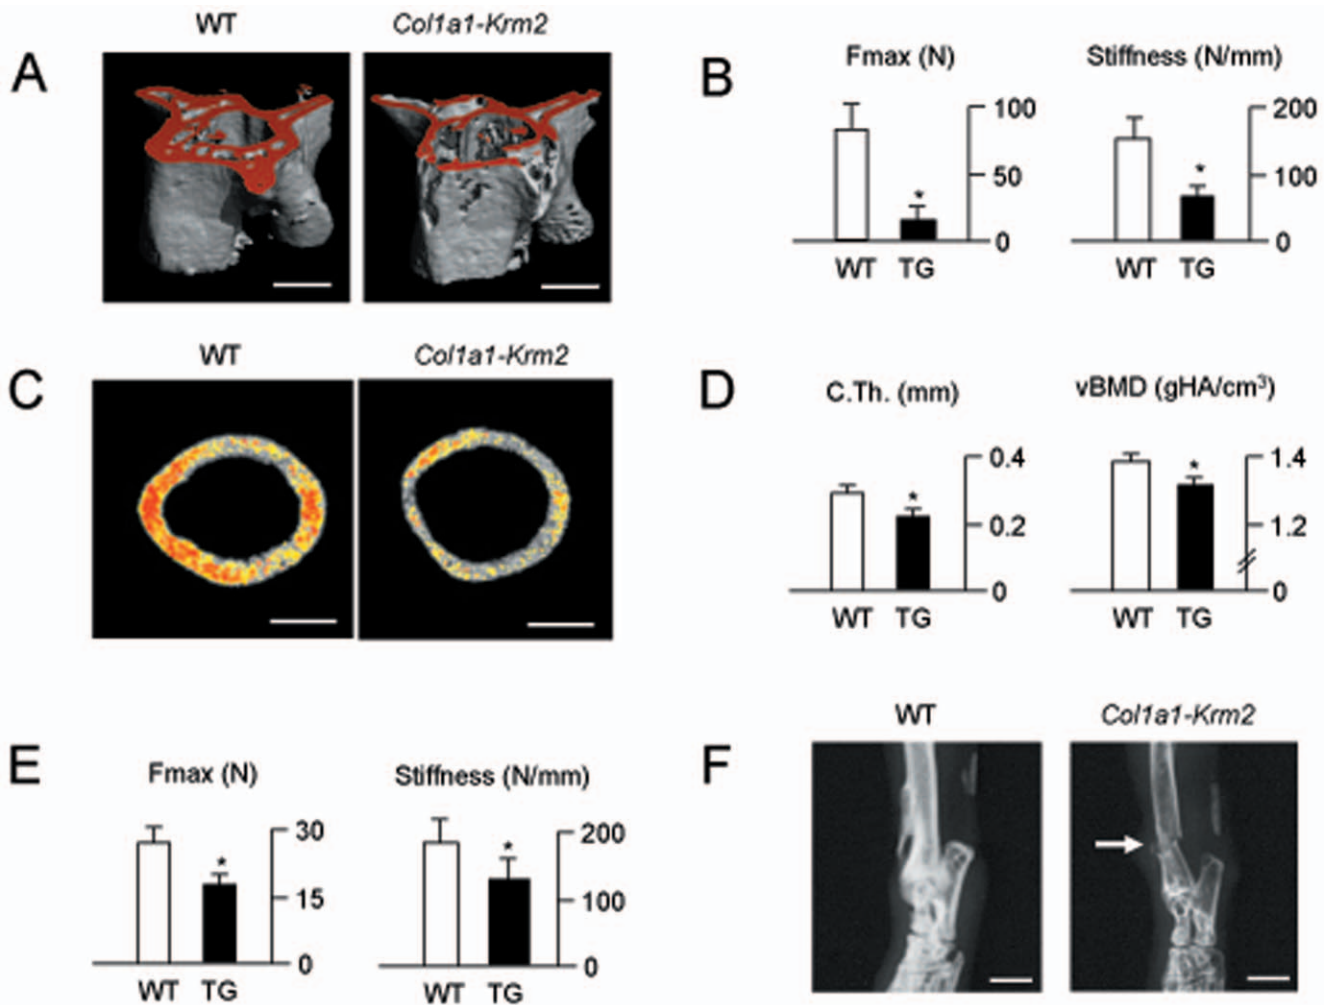 WT Col1a1-Krm2
A
B
Fmax (N) Stiffness (N/mm)
100 200
50 100
* *
0 0
WT TG WT TG
WT Col1a1-Krm2
C
D
C.Th. (mm) vBMD (gHA/cm³)
0.4 1.4
* *
0.2 1.2
0 0
WT TG WT TG
E
Fmax (N) Stiffness (N/mm)
30 200
* *
15 100
0 0
WT TG WT TG
F
WT Col1a1-Krm2